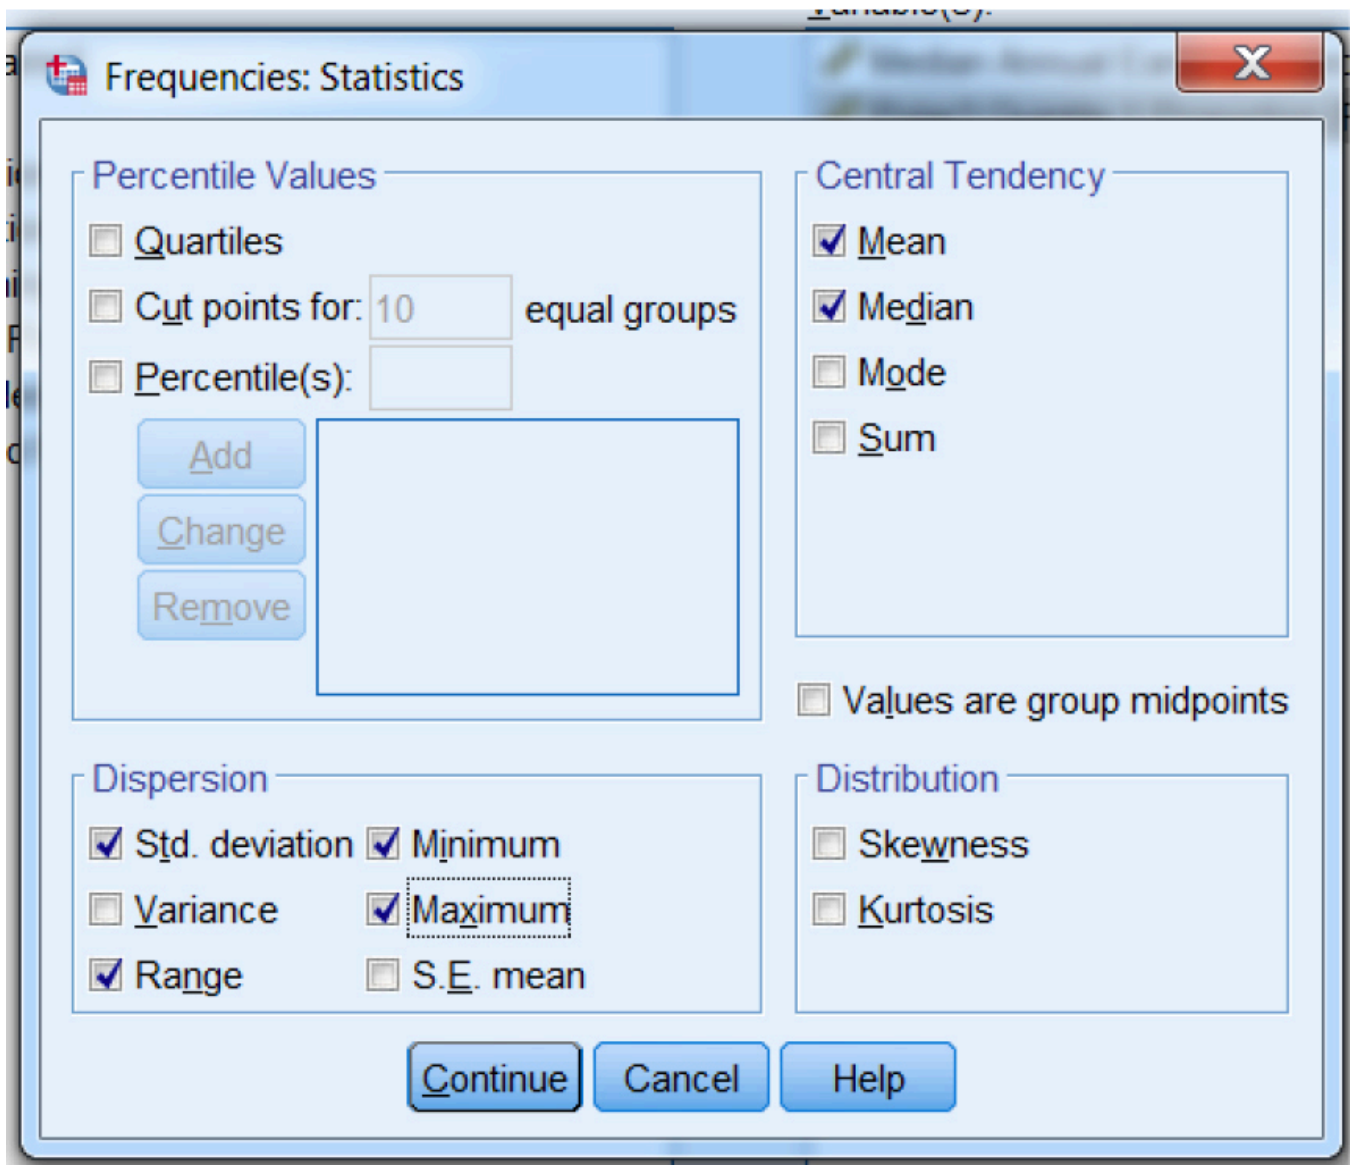 Variable(s):
Frequencies: Statistics
Percentile Values
Quartiles
Cut points for: 10 equal groups
Percentile(s):
Add
Change
Remove
Central Tendency
Mean
Median
Mode
Sum
Values are group midpoints
Dispersion
Std. deviation Minimum
Variance Maximum
Range S.E. mean
Distribution
Skewness
Kurtosis
Continue Cancel Help